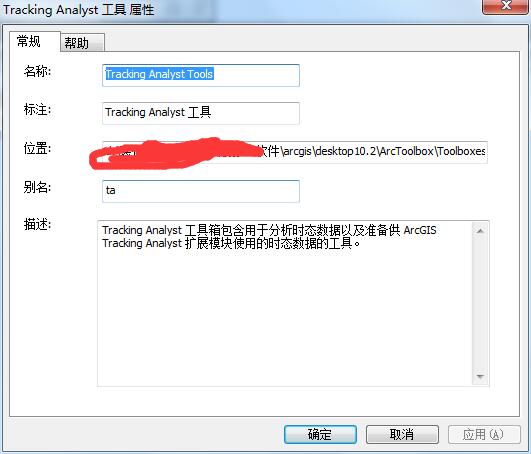 Tracking Analyst 工具 属性
常规
帮助
名称:
Tracking Analyst Tools
标注:
Tracking Analyst 工具
位置:
软件\arcgis\desktop10.2\ArcToolbox\Toolboxes
别名:
ta
描述:
Tracking Analyst 工具箱包含用于分析时态数据以及准备供 ArcGIS
Tracking Analyst 扩展模块使用的时态数据的工具。
确定
取消
应用(A)